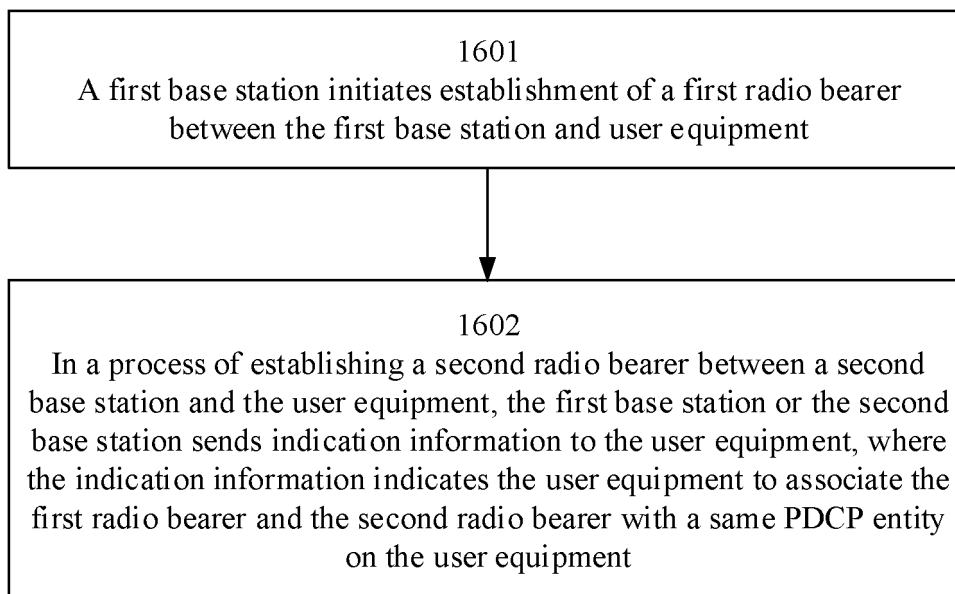 1601
A first base station initiates establishment of a first radio bearer
between the first base station and user equipment
1602
In a process of establishing a second radio bearer between a second
base station and the user equipment, the first base station or the second
base station sends indication information to the user equipment, where
the indication information indicates the user equipment to associate the
first radio bearer and the second radio bearer with a same PDCP entity
on the user equipment